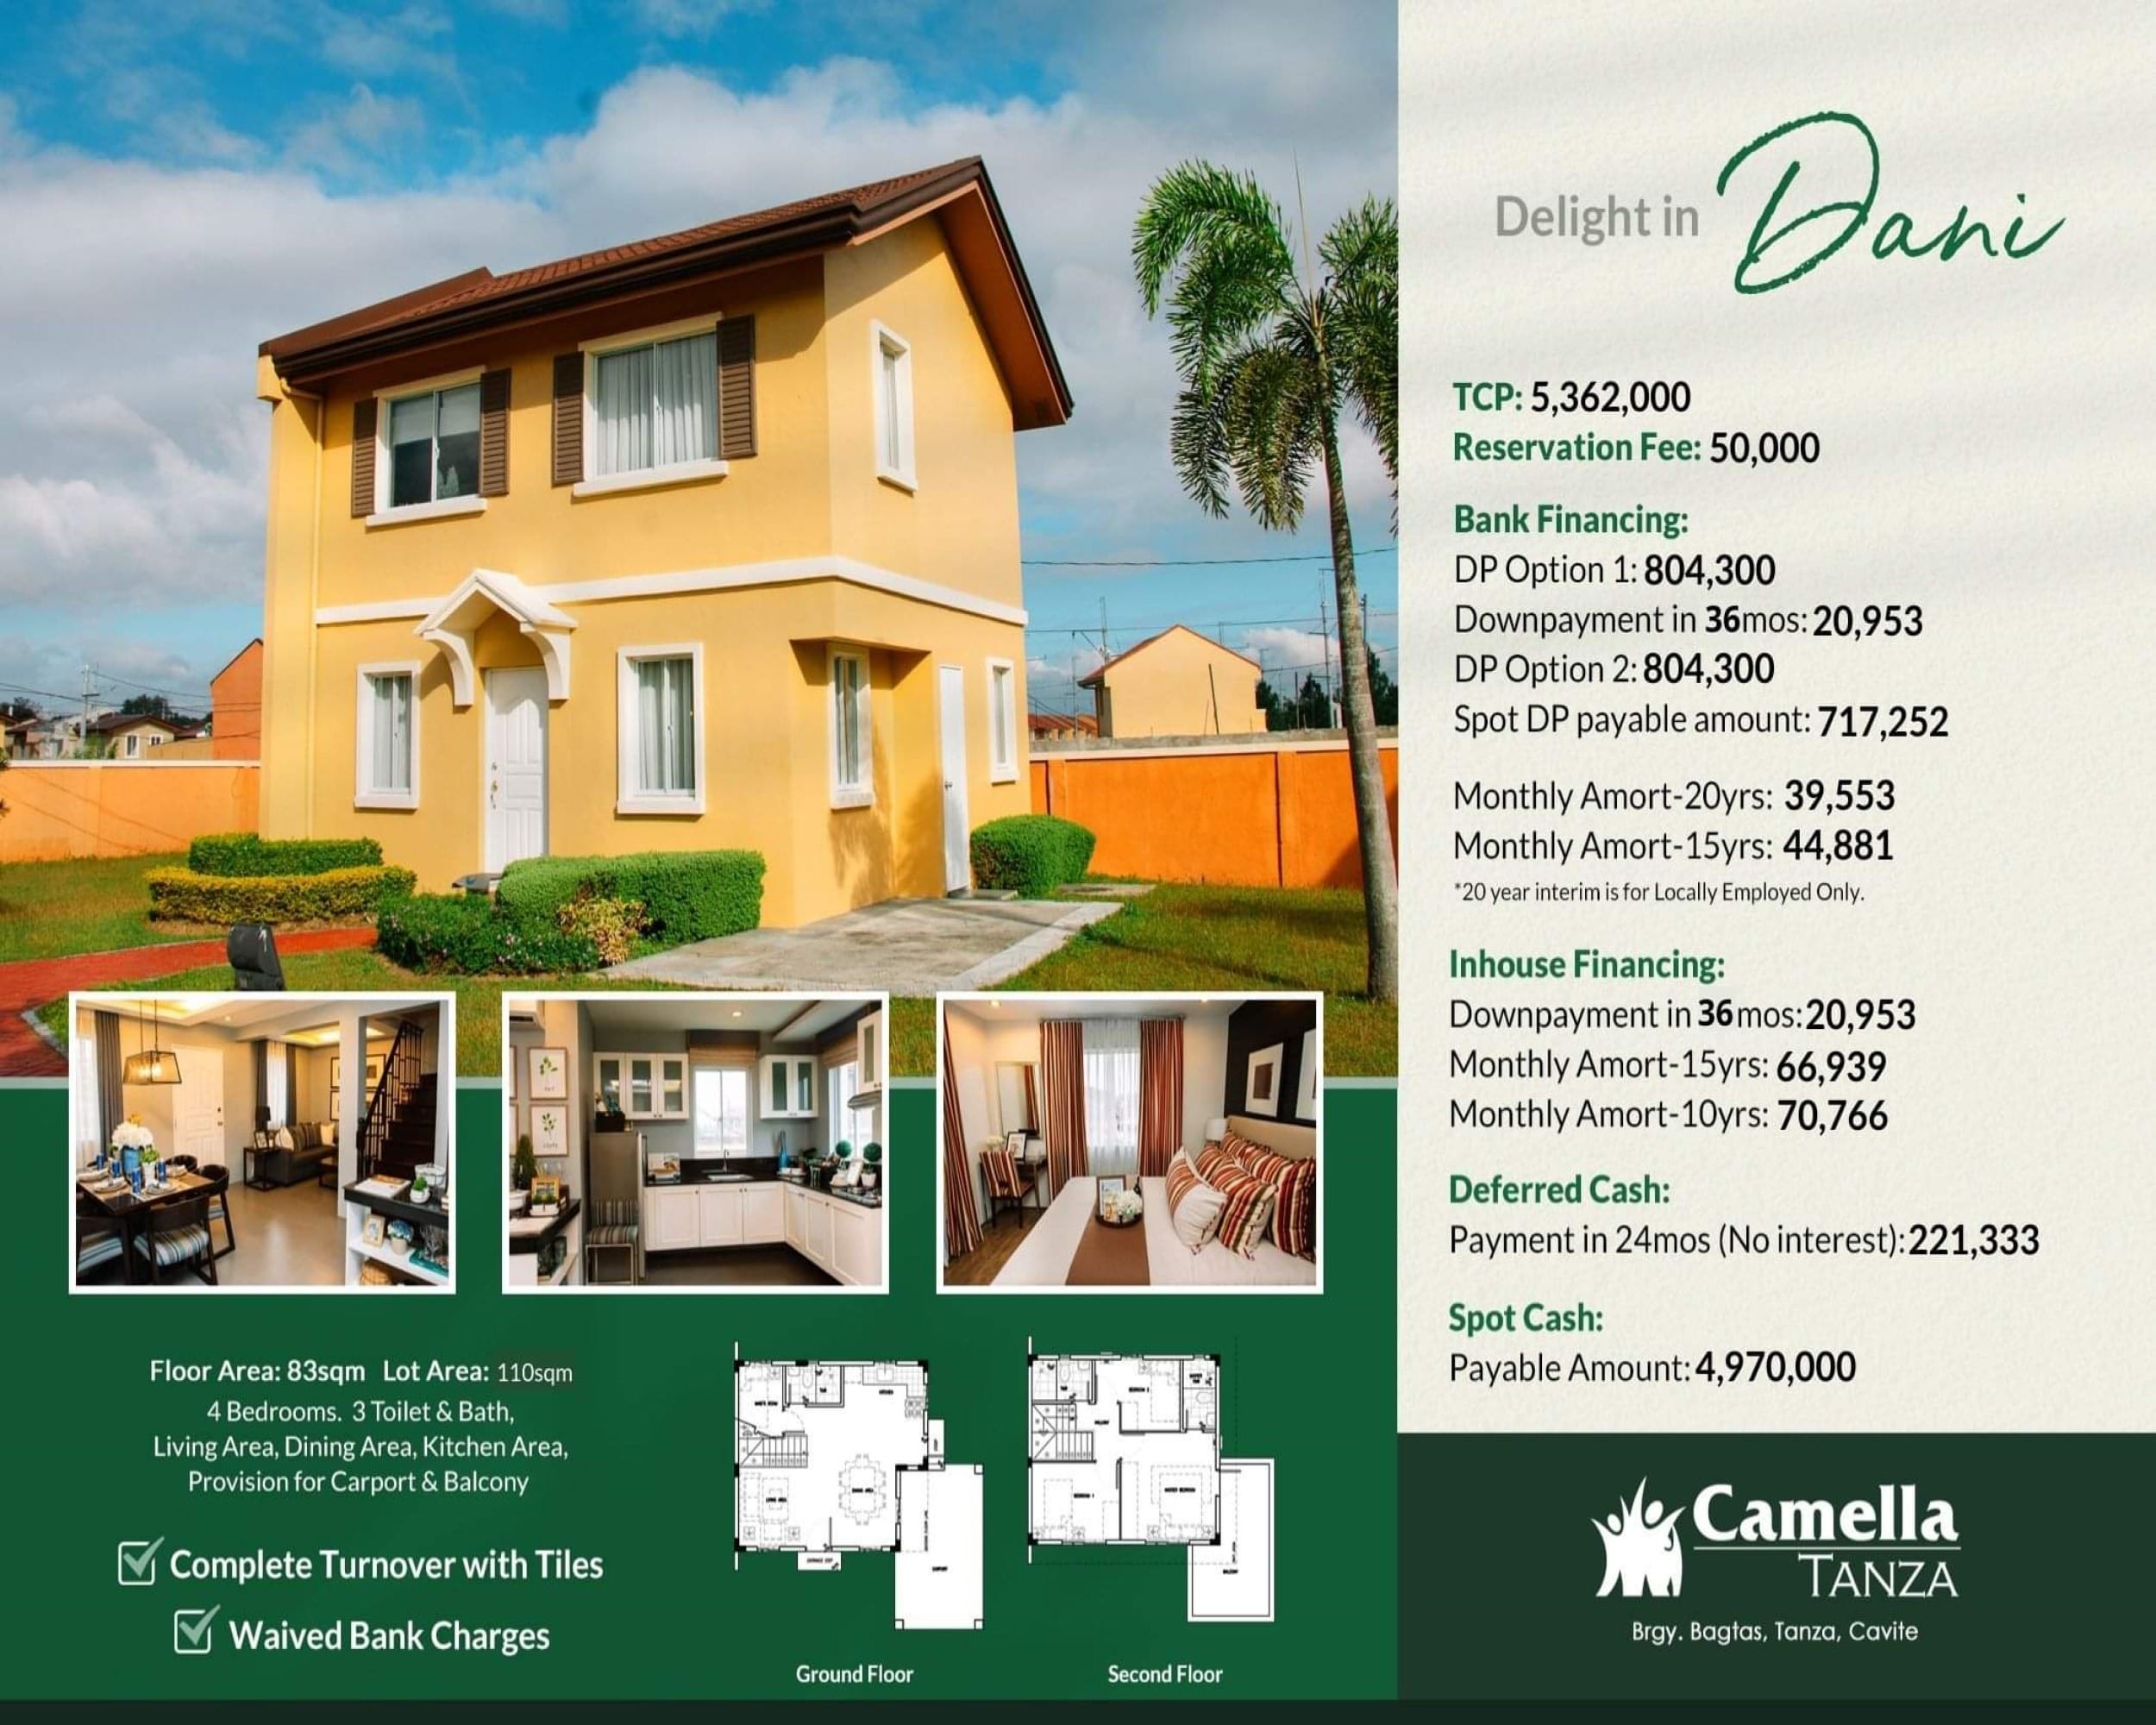 Delight in Dani
TCP: 5,362,000
Reservation Fee: 50,000
Bank Financing:
DP Option 1: 804,300
Downpayment in 36mos: 20,953
DP Option 2: 804,300
Spot DP payable amount: 717,252
Monthly Amort-20yrs: 39,553
Monthly Amort-15yrs: 44,881
*20 year interim is for Locally Employed Only.
Inhouse Financing:
Downpayment in 36mos: 20,953
Monthly Amort-15yrs: 66,939
Monthly Amort-10yrs: 70,766
Deferred Cash:
Payment in 24mos (No interest): 221,333
Spot Cash:
Payable Amount: 4,970,000
Floor Area: 83sqm Lot Area: 110sqm
4 Bedrooms. 3 Toilet & Bath,
Living Area, Dining Area, Kitchen Area,
Provision for Carport & Balcony
Complete Turnover with Tiles
Waived Bank Charges
Ground Floor
Second Floor
Camella
TANZA
Brgy. Bagtas, Tanza, Cavite